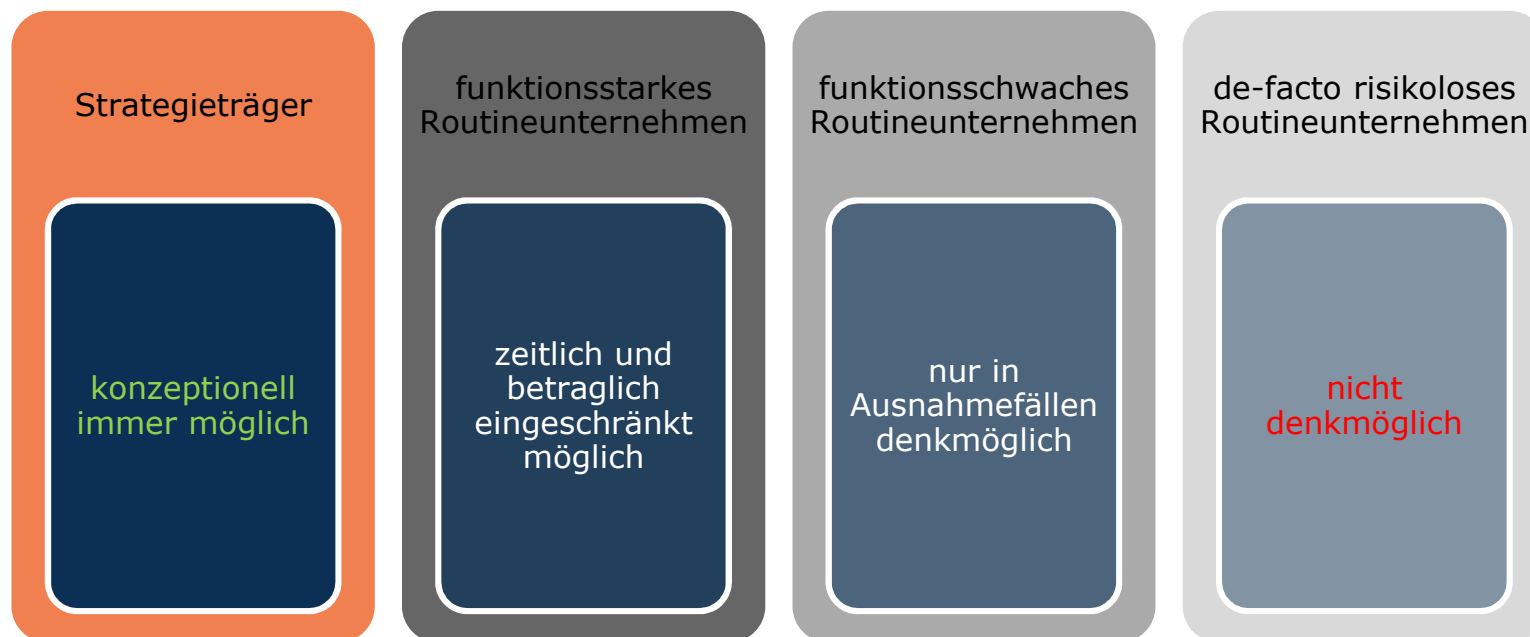 Strategieträger
funktionsstarkes
Routineunternehmen
funktionsschwaches
Routineunternehmen
de-facto risikoloses
Routineunternehmen
konzeptionell
immer möglich
zeitlich und
betraglich
eingeschränkt
möglich
nur in
Ausnahmefällen
denkmöglich
nicht
denkmöglich